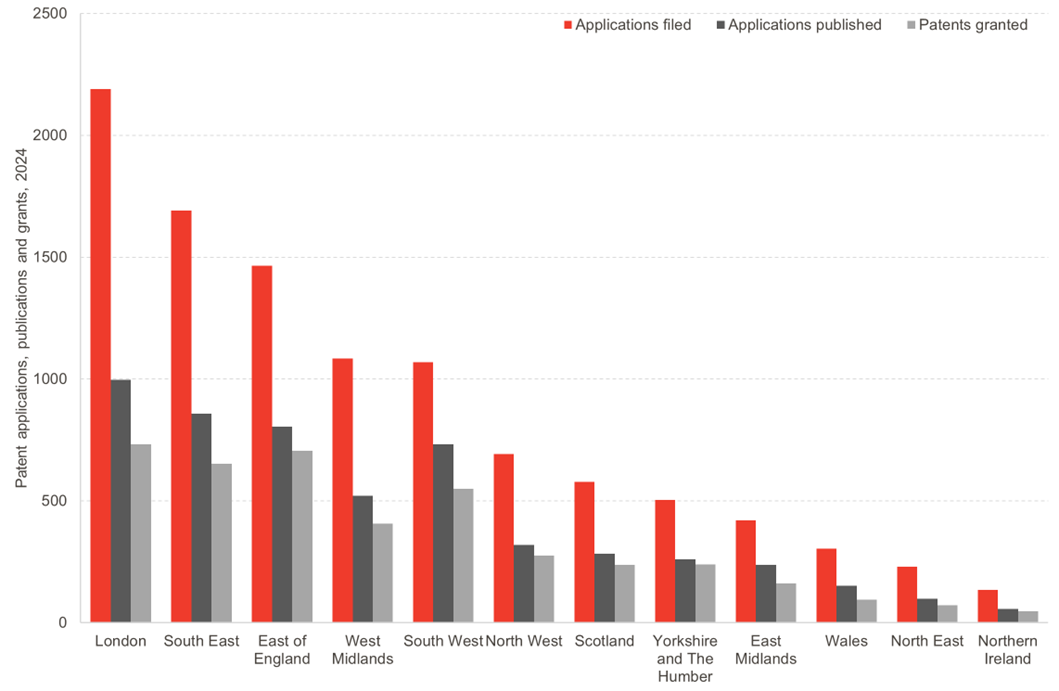 2500
Applications filed Applications published Patents granted
2000
1500
1000
500
0
Patent applications, publications and grants, 2024
London South East East of West South West North West Scotland Yorkshire East Wales North East Northern
England Midlands and The Midlands Ireland
Humber